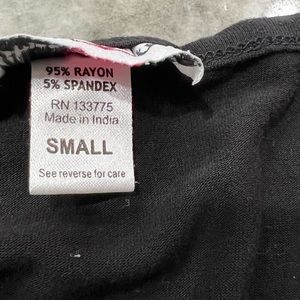 95% RAYON
5% SPANDEX
RN 133775
Made in India
SMALL
See reverse for care